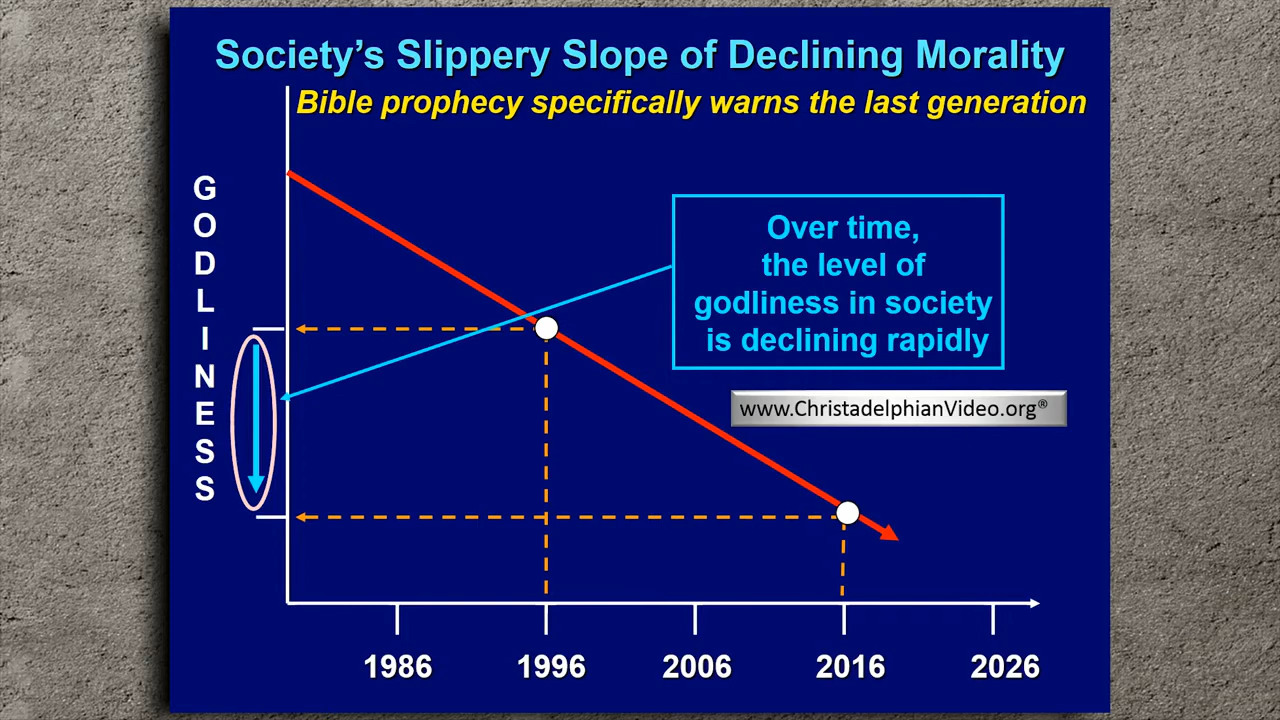 Society's Slippery Slope of Declining Morality
Bible prophecy specifically warns the last generation
GODLINESS
Over time,
the level of
godliness in society
is declining rapidly
www.ChristadelphianVideo.org®
1986 1996 2006 2016 2026